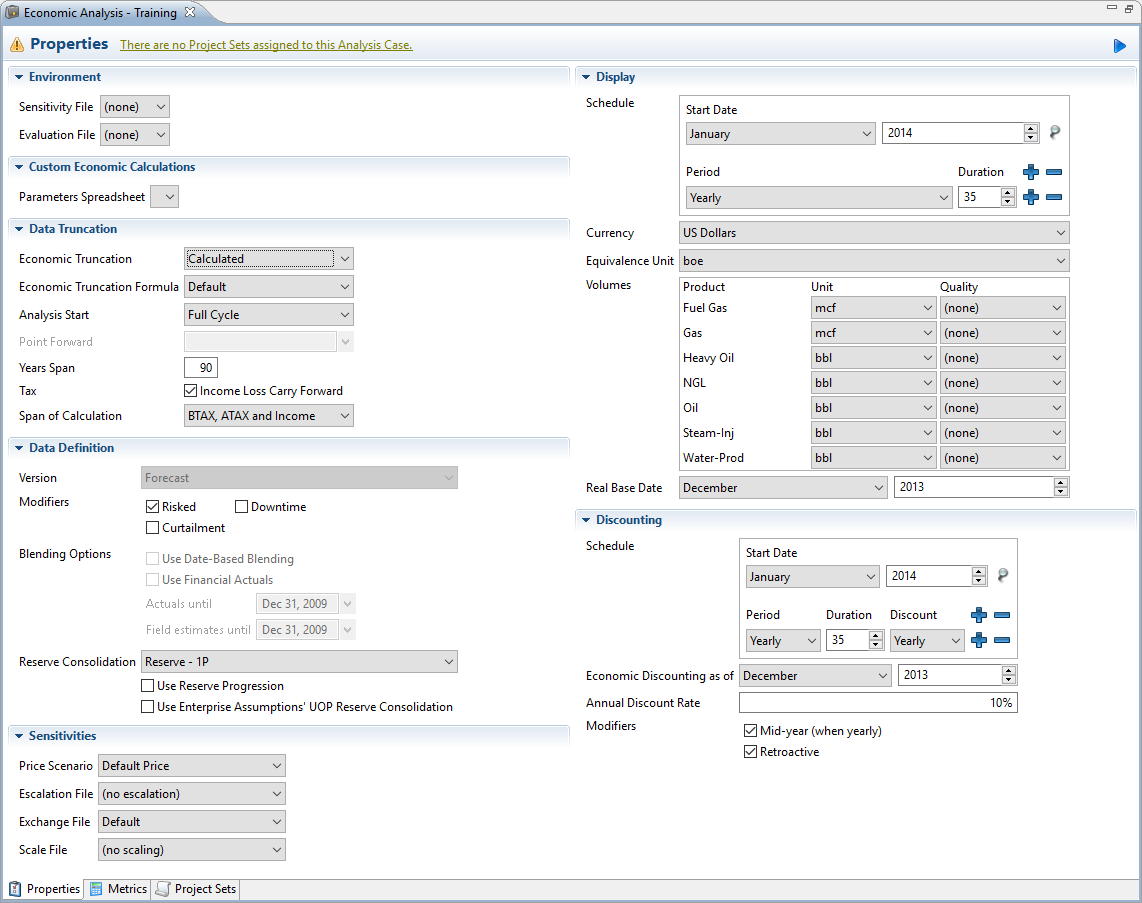 Economic Analysis - Training
Properties There are no Project Sets assigned to this Analysis Case.
Environment
Sensitivity File (none)
Evaluation File (none)
Custom Economic Calculations
Parameters Spreadsheet
Data Truncation
Economic Truncation Calculated
Economic Truncation Formula Default
Analysis Start Full Cycle
Point Forward
Years Span 90
Tax Income Loss Carry Forward
Span of Calculation BTAX, ATAX and Income
Data Definition
Version Forecast
Modifiers Risked Downtime
Curtailment
Blending Options Use Date-Based Blending
Use Financial Actuals
Actuals until Dec 31, 2009
Field estimates until Dec 31, 2009
Reserve Consolidation Reserve - 1P
Use Reserve Progression
Use Enterprise Assumptions' UOP Reserve Consolidation
Sensitivities
Price Scenario Default Price
Escalation File (no escalation)
Exchange File Default
Scale File (no scaling)
Display
Schedule Start Date
January 2014
Period Duration
Yearly 35
Currency US Dollars
Equivalence Unit boe
Volumes Product Unit Quality
Fuel Gas mcf (none)
Gas mcf (none)
Heavy Oil bbl (none)
NGL bbl (none)
Oil bbl (none)
Steam-Inj bbl (none)
Water-Prod bbl (none)
Real Base Date December 2013
Discounting
Schedule Start Date
January 2014
Period Duration Discount
Yearly 35 Yearly
Economic Discounting as of December 2013
Annual Discount Rate 10%
Modifiers Mid-year (when yearly)
Retroactive
Properties Metrics Project Sets